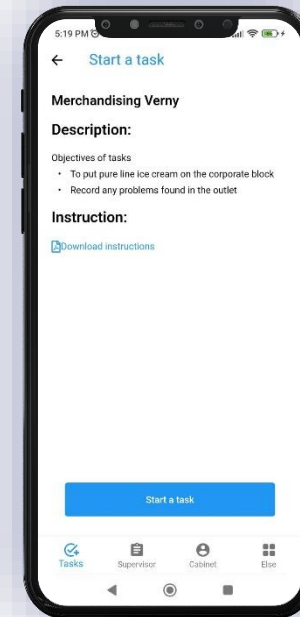 5:19 PM
Start a task
Merchandising Verny
Description:
Objectives of tasks
• To put pure line ice cream on the corporate block
• Record any problems found in the outlet
Instruction:
Download instructions
Start a task
Tasks Supervisor Cabinet Else